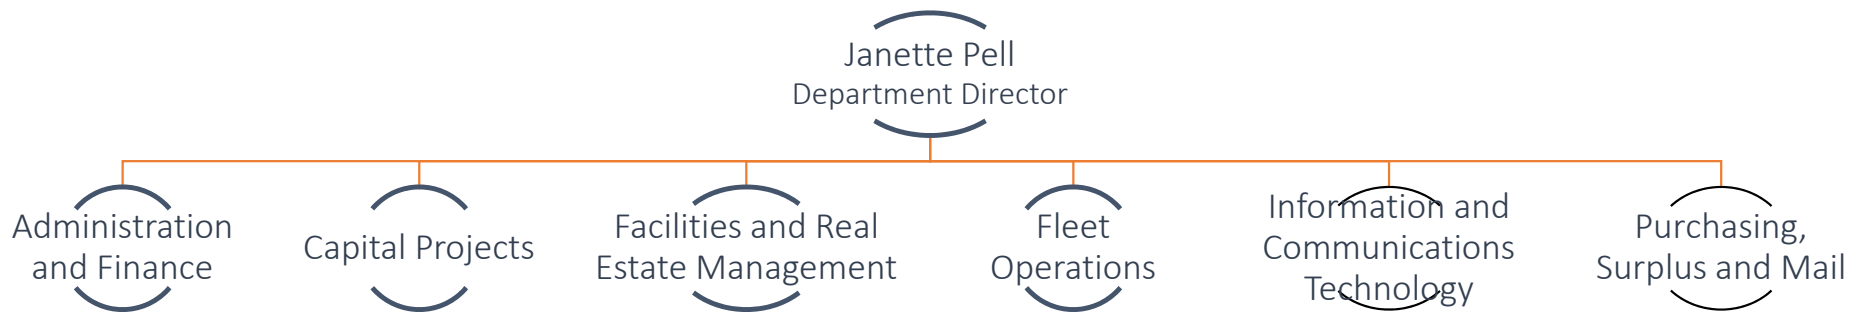 Janette Pell
Department Director
Administration
and Finance
Capital Projects
Facilities and Real
Estate Management
Fleet
Operations
Information and
Communications
Technology
Purchasing,
Surplus and Mail